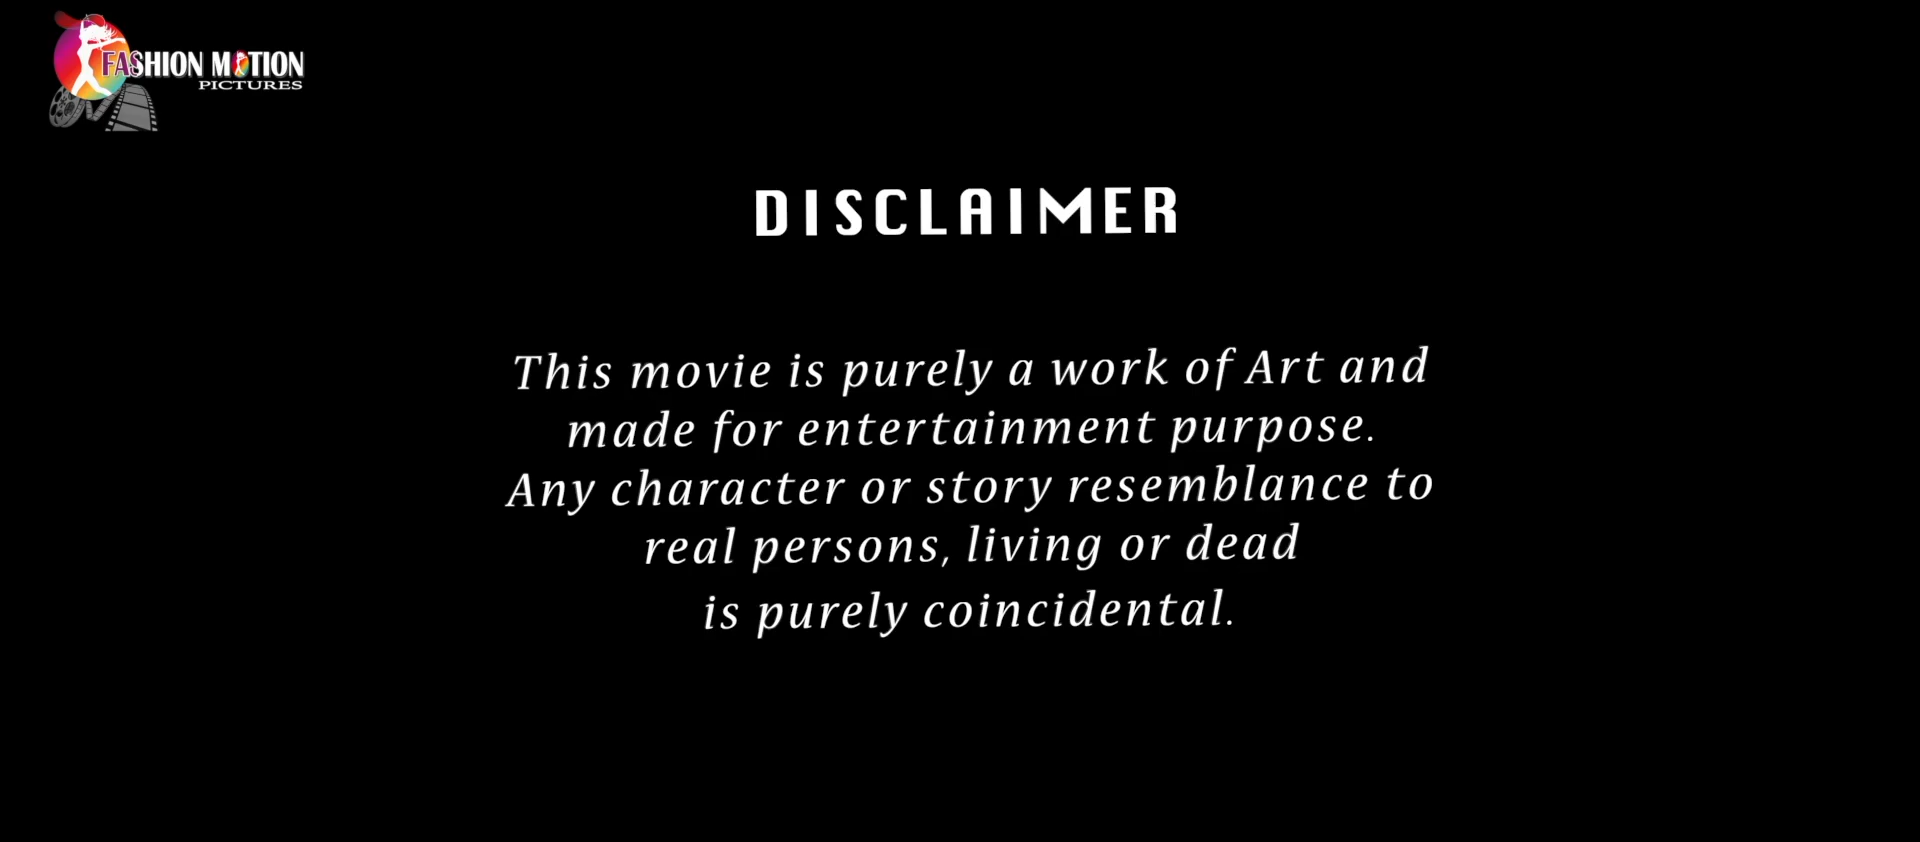 FASHION MOTION
PICTURES
DISCLAIMER
This movie is purely a work of Art and
made for entertainment purpose.
Any character or story resemblance to
real persons, living or dead
is purely coincidental.